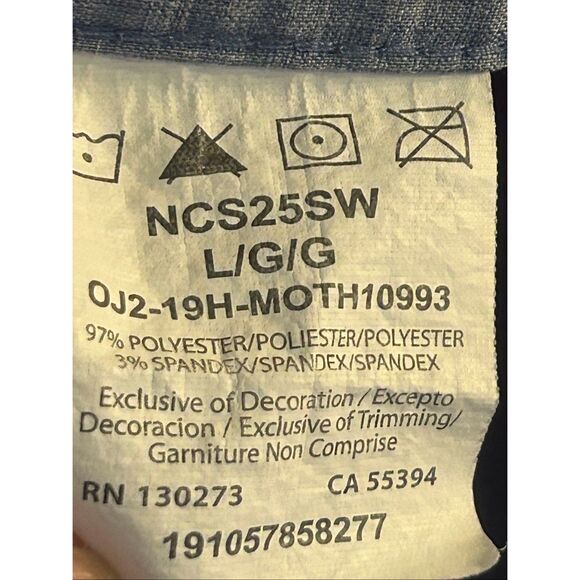 NCS25SW
L/G/G
OJ2-19H-MOTH10993
97% POLYESTER/POLIESTER/POLYESTER
3% SPANDEX/SPANDEX/SPANDEX
Exclusive of Decoration / Excepto
Decoracion / Exclusive of Trimming/
Garniture Non Comprise
RN 130273 CA 55394
191057858277